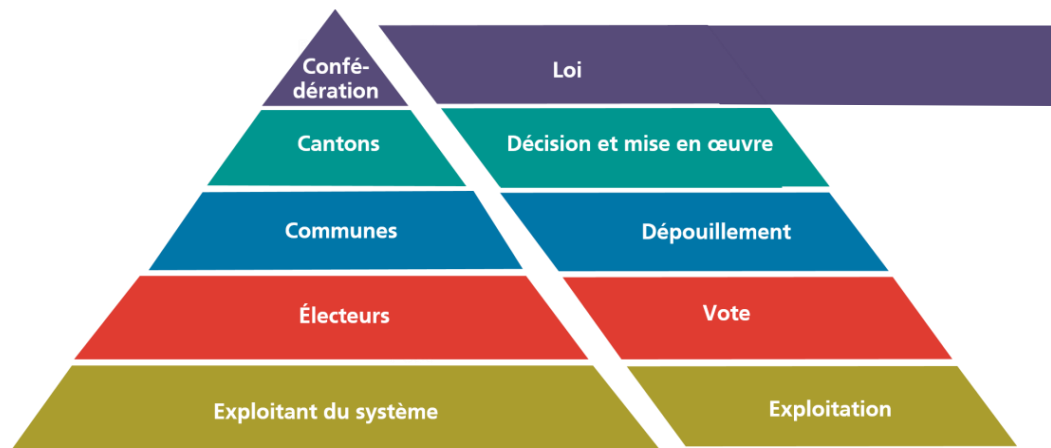 Confé-
dération
Loi
Cantons
Décision et mise en œuvre
Communes
Dépouillement
Électeurs
Vote
Exploitant du système
Exploitation